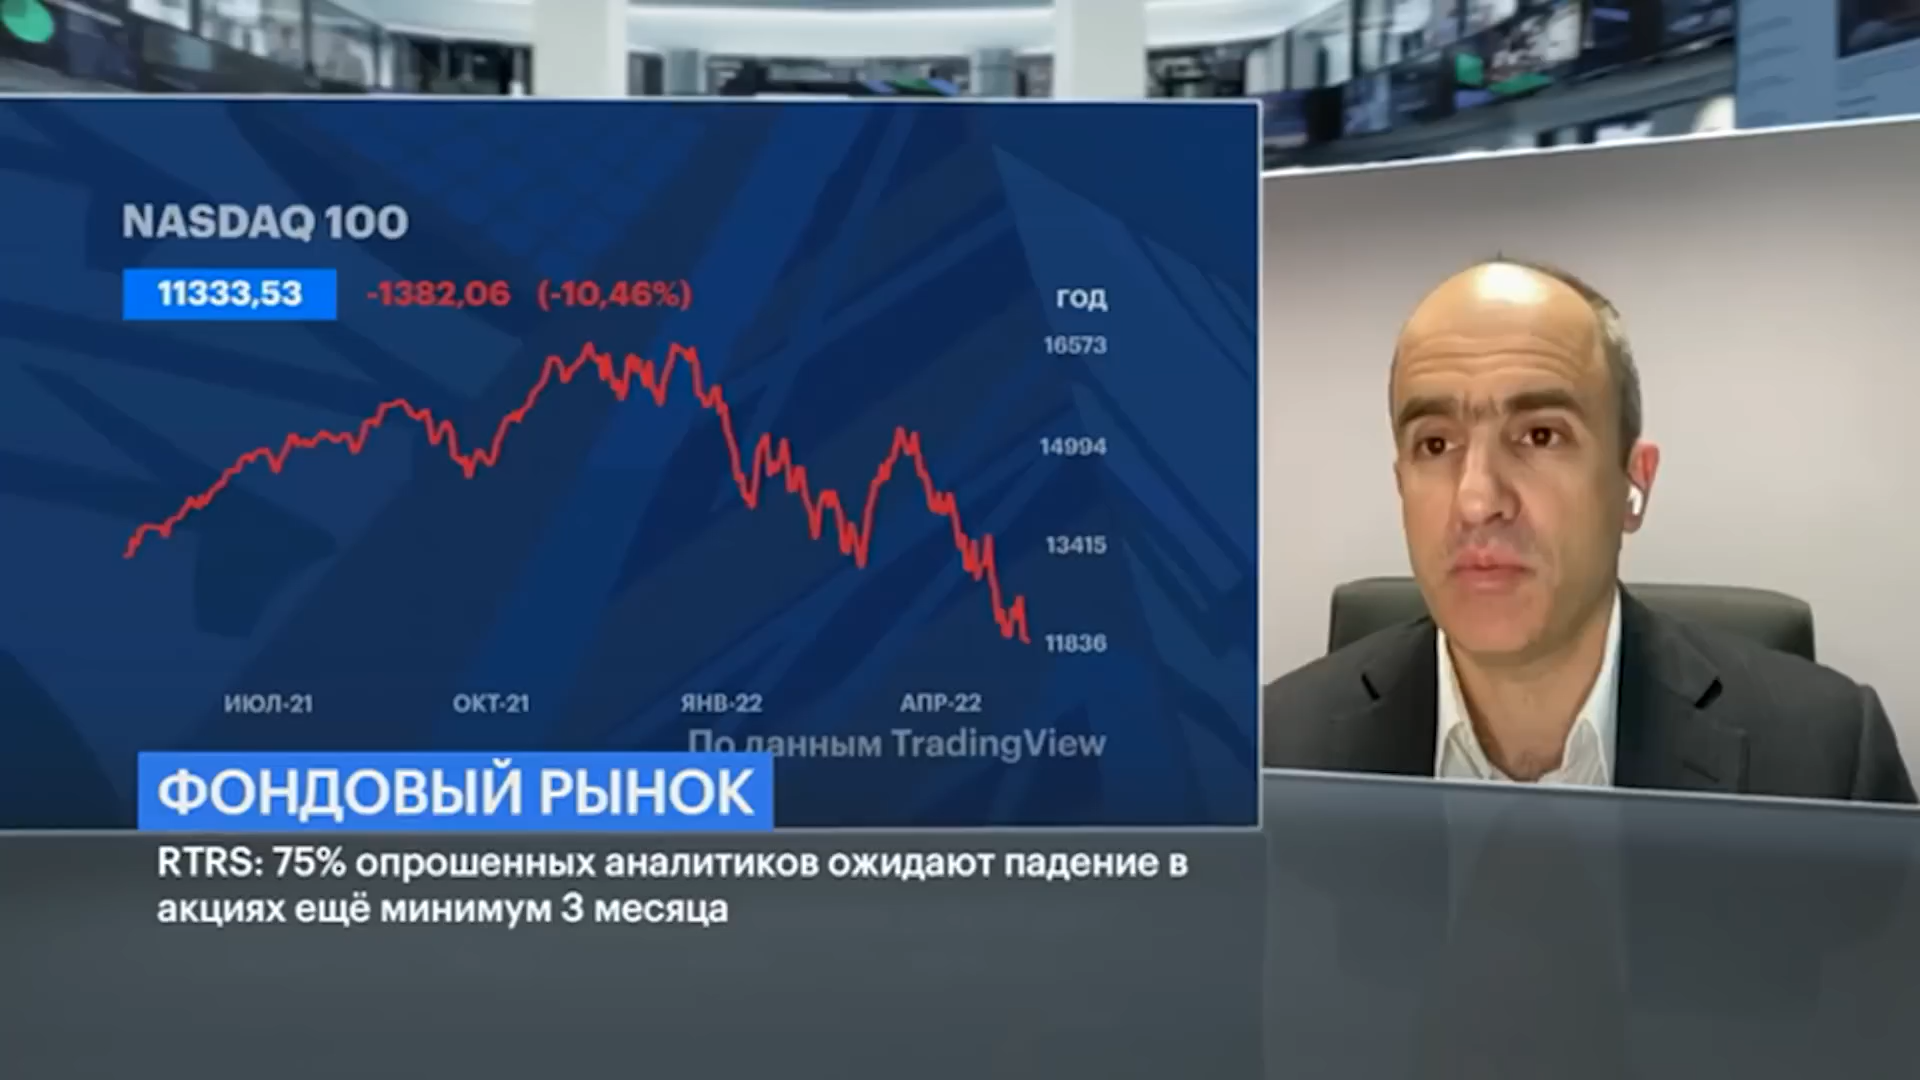 NASDAQ 100
11333,53 -1382,06 (-10,46%)
ГОД
16573
14994
13415
11836
ИЮЛ-21 ОКТ-21 ЯНВ-22 АПР-22
По данным TradingView
ФОНДОВЫЙ РЫНОК
RTRS: 75% опрошенных аналитиков ожидают падение в
акциях ещё минимум 3 месяца